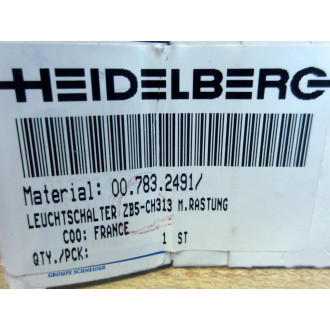 HEIDELBERG
Material: 00.783.2491/
LEUCHTSCHALTER ZB5-CH313 M.RASTUNG
COO: FRANCE
QTY./PCK: 1 ST
GROUPE SCHNEIDER